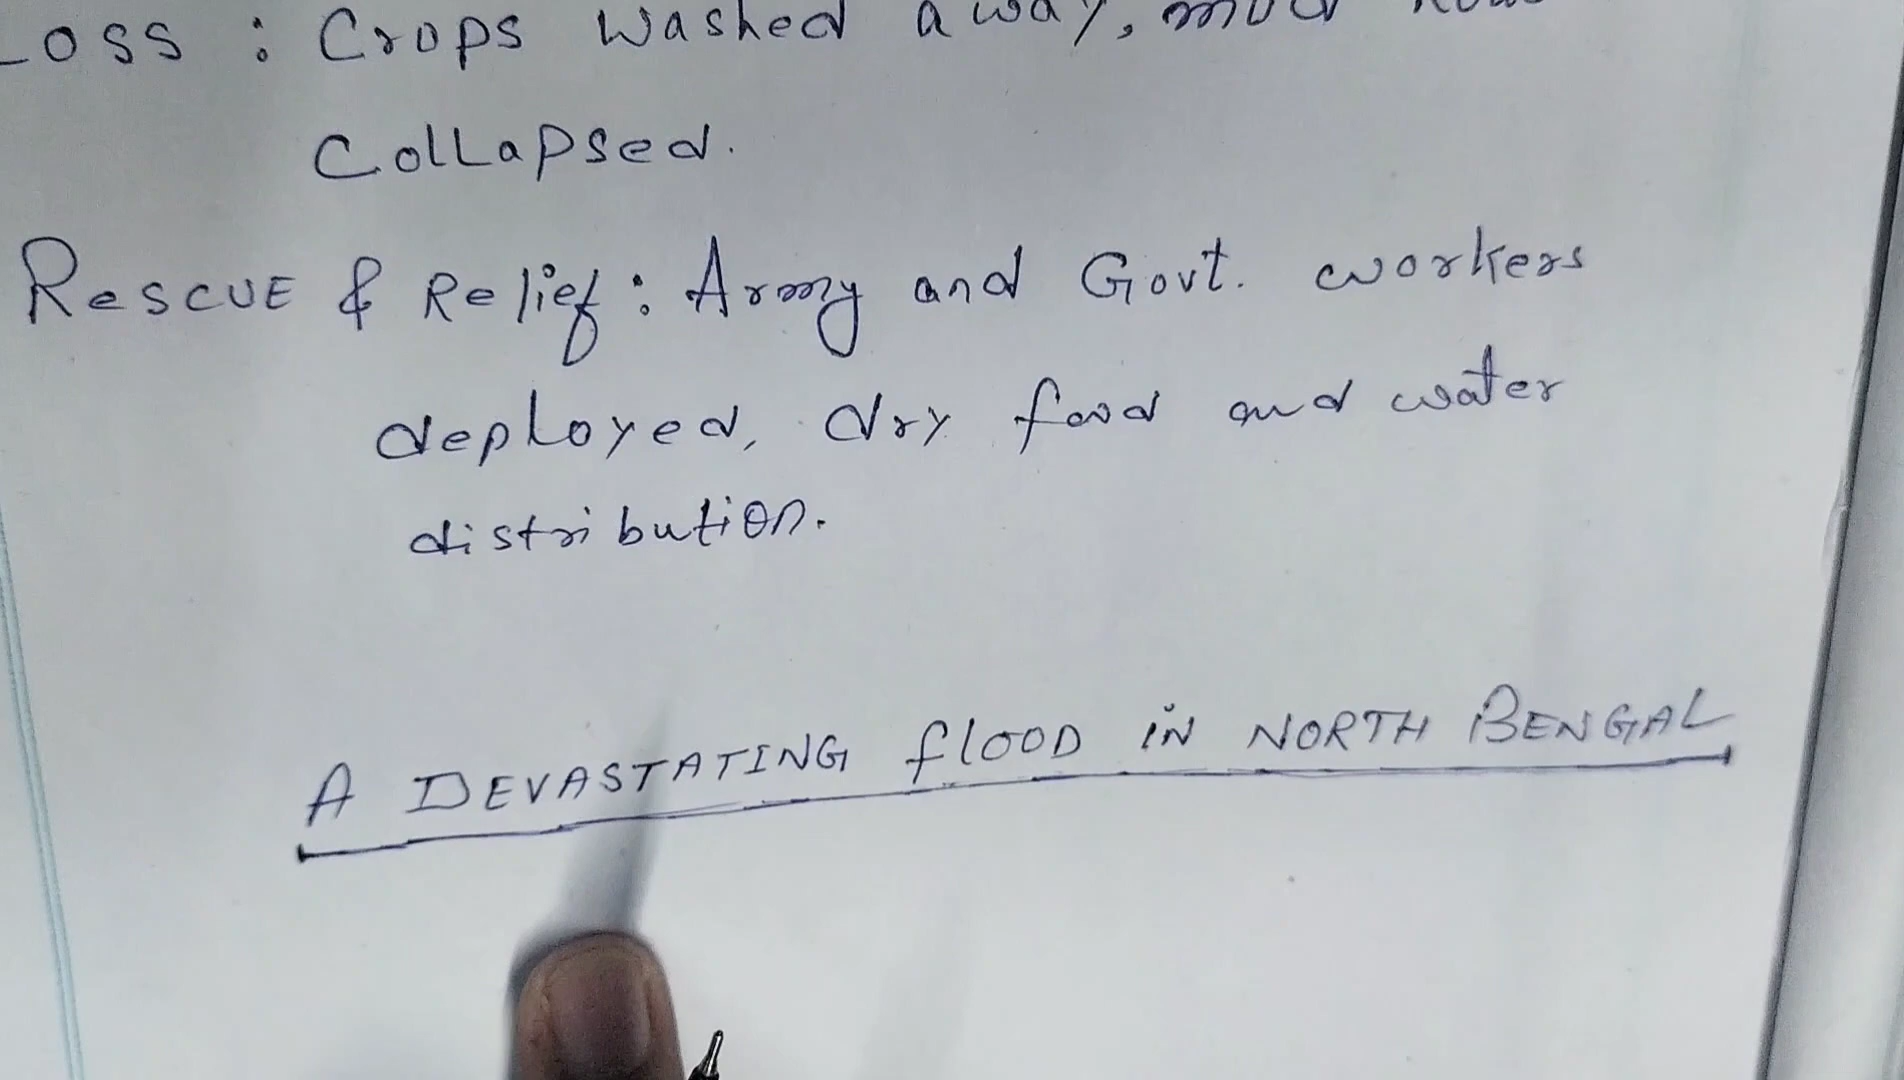 Loss : Crops washed away, mud
Collapsed.
Rescue & Relief : Army and Govt. workers
deployed, dry food and water
distribution.
A DEVASTATING flOOD iN NORTH BENGAL